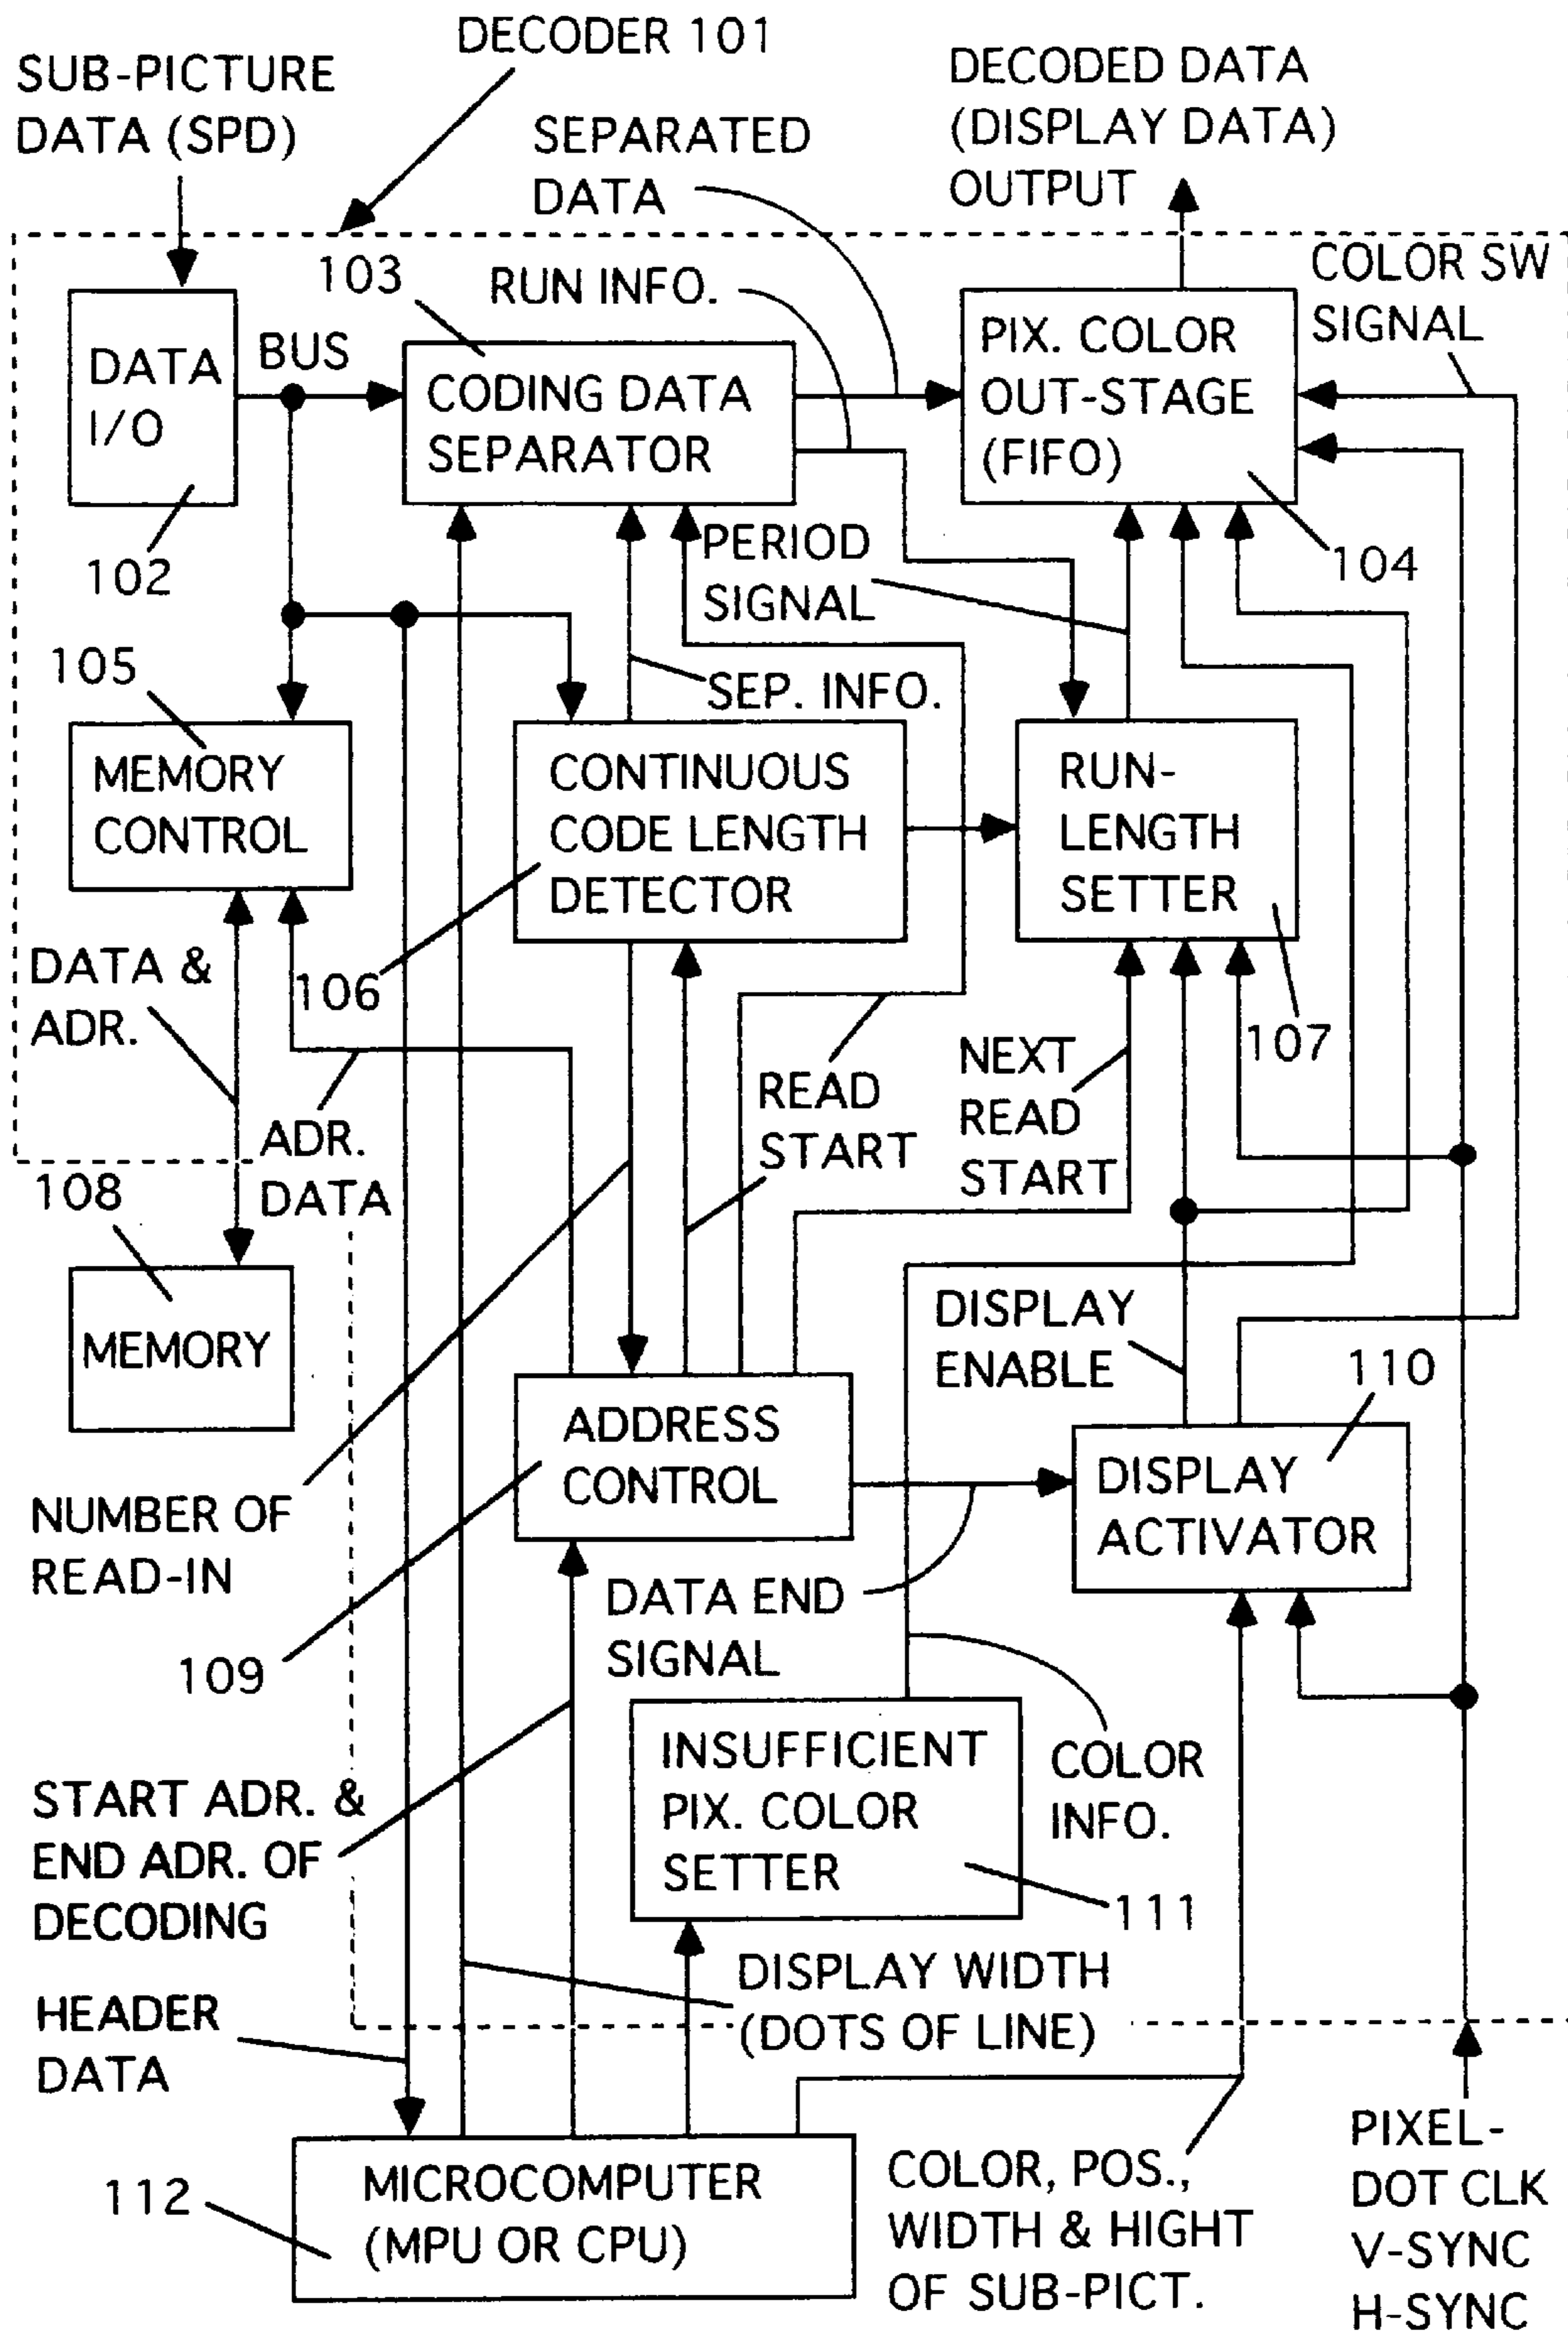 DECODER 101
SUB-PICTURE
DATA (SPD)
DECODED DATA
(DISPLAY DATA)
OUTPUT
SEPARATED
DATA
COLOR SW
SIGNAL
103
RUN INFO.
DATA
I/O
BUS
CODING DATA
SEPARATOR
PIX. COLOR
OUT-STAGE
(FIFO)
102
PERIOD
SIGNAL
104
105
SEP. INFO.
MEMORY
CONTROL
CONTINUOUS
CODE LENGTH
DETECTOR
RUN-
LENGTH
SETTER
DATA &
ADR.
106
107
READ
START
NEXT
READ
START
ADR.
DATA
108
MEMORY
DISPLAY
ENABLE
110
ADDRESS
CONTROL
DISPLAY
ACTIVATOR
NUMBER OF
READ-IN
DATA END
SIGNAL
109
INSUFFICIENT
PIX. COLOR
SETTER
COLOR
INFO.
START ADR. &
END ADR. OF
DECODING
111
DISPLAY WIDTH
(DOTS OF LINE)
HEADER
DATA
112
MICROCOMPUTER
(MPU OR CPU)
COLOR, POS.,
WIDTH & HIGHT
OF SUB-PICT.
PIXEL-
DOT CLK
V-SYNC
H-SYNC